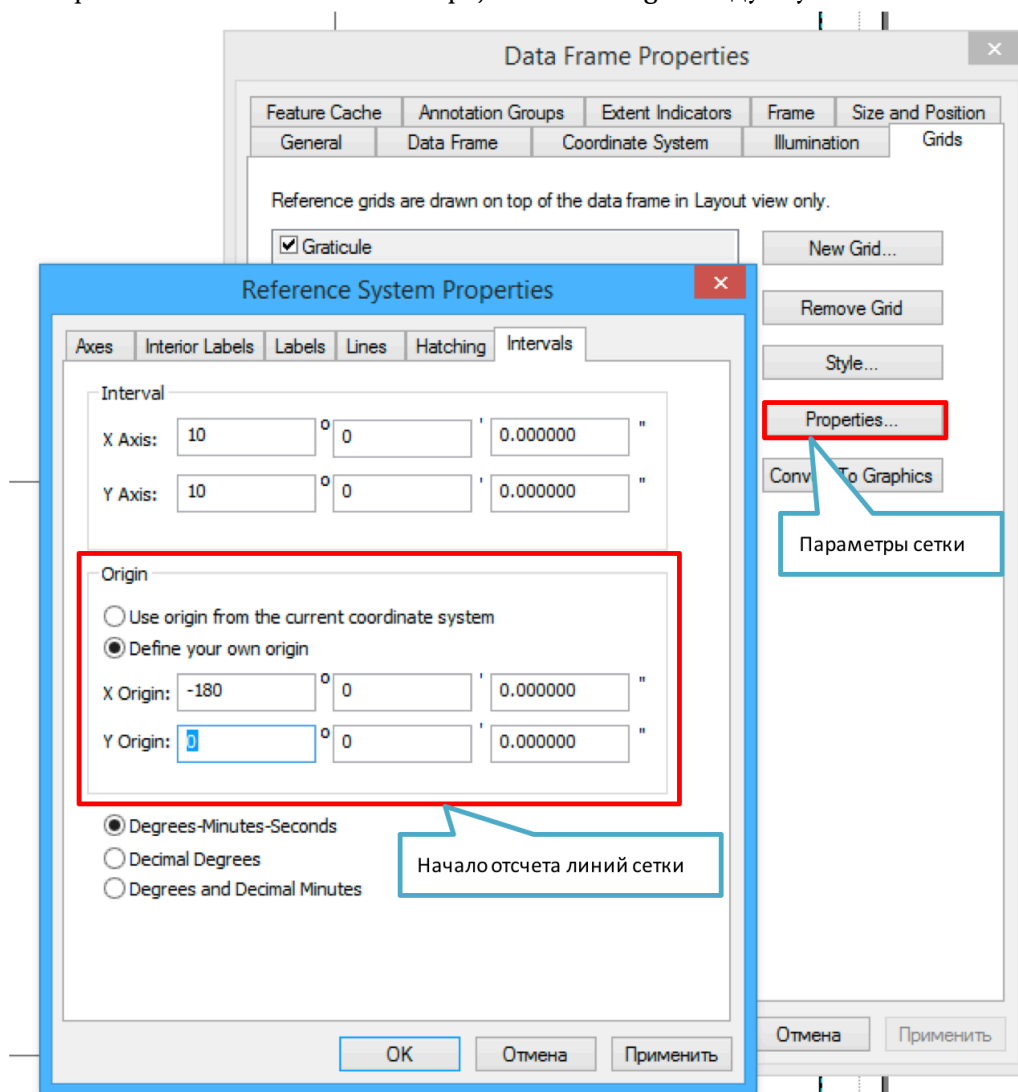 Data Frame Properties
Feature Cache Annotation Groups Extent Indicators Frame Size and Position
General Data Frame Coordinate System Illumination Grids
Reference grids are drawn on top of the data frame in Layout view only.
Graticule
New Grid...
Remove Grid
Style...
Properties...
To Graphics
Параметры сетки
Отмена Применить
Reference System Properties
Axes Interior Labels Labels Lines Hatching Intervals
Interval
X Axis: 10 ° 0 ' 0.000000 "
Y Axis: 10 ° 0 ' 0.000000 "
Origin
Use origin from the current coordinate system
Define your own origin
X Origin: -180 ° 0 ' 0.000000 "
Y Origin: 0 ° 0 ' 0.000000 "
Degrees-Minutes-Seconds
Decimal Degrees
Degrees and Decimal Minutes
Начало отсчета линий сетки
OK Отмена Применить